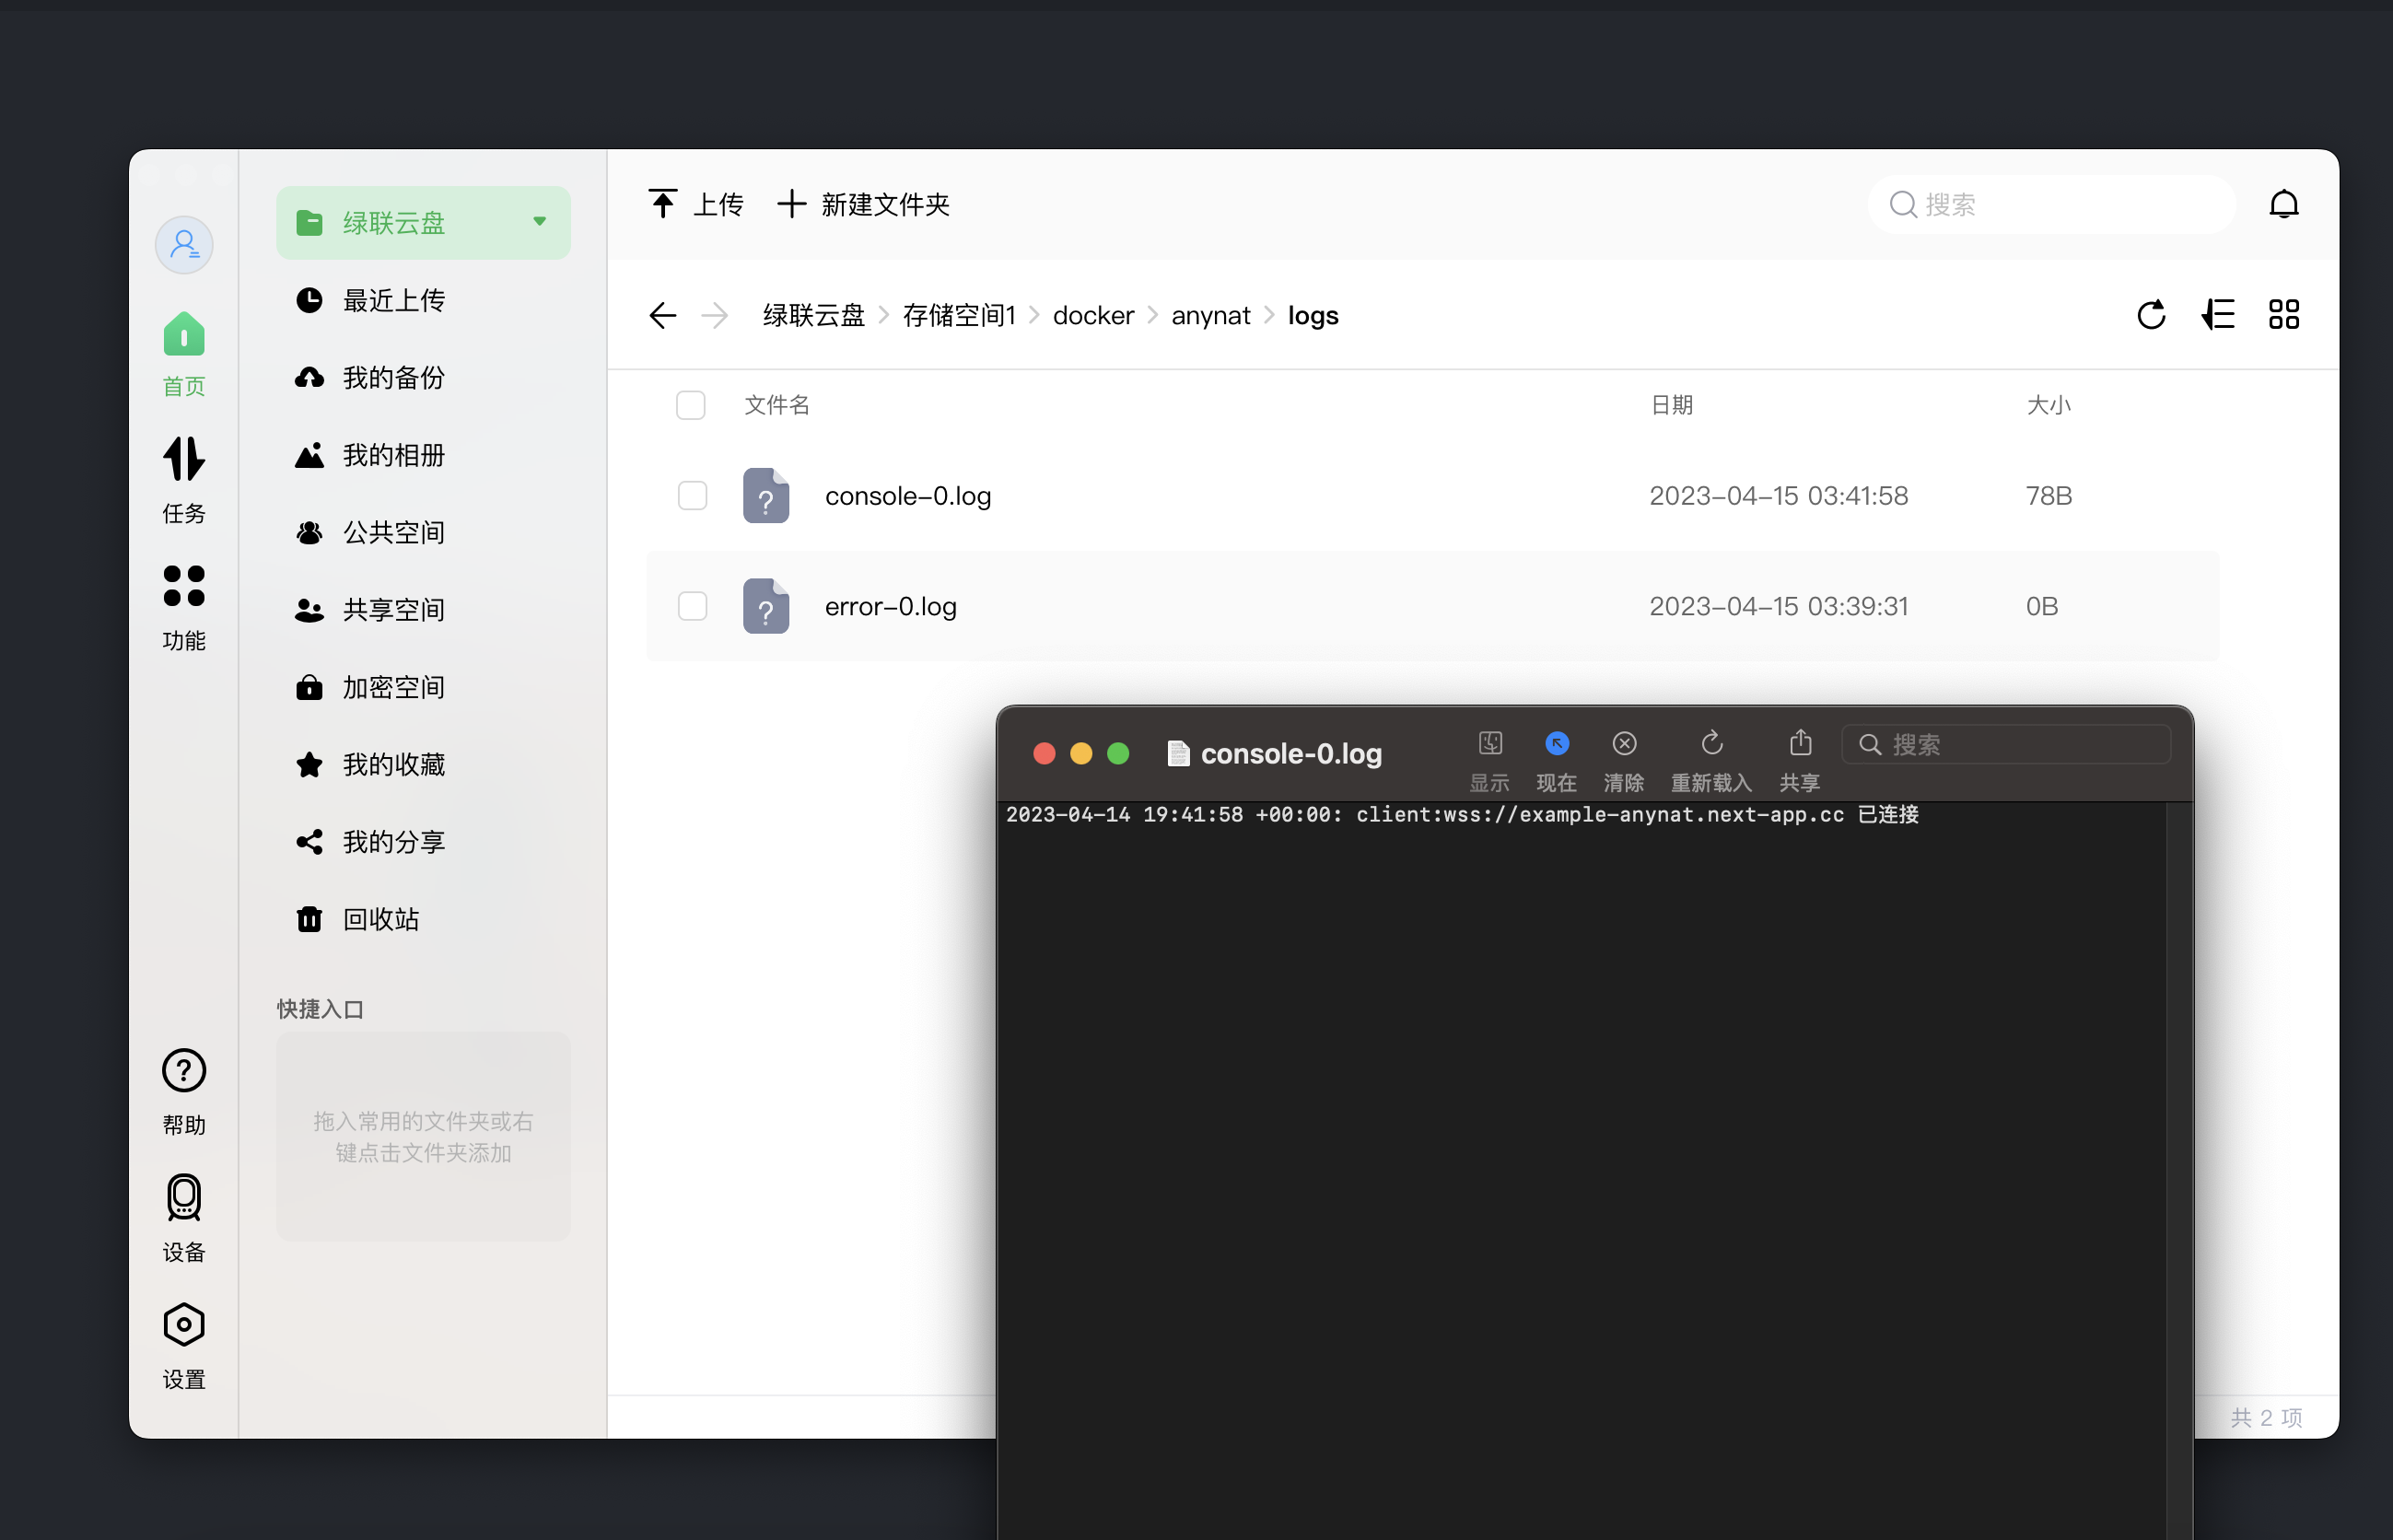 首页
任务
功能
帮助
设备
设置
绿联云盘
最近上传
我的备份
我的相册
公共空间
共享空间
加密空间
我的收藏
我的分享
回收站
快捷入口
拖入常用的文件夹或右
键点击文件夹添加
上传 新建文件夹 搜索
绿联云盘 > 存储空间1 > docker > anynat > logs
文件名 日期 大小
console-0.log 2023-04-15 03:41:58 78B
error-0.log 2023-04-15 03:39:31 0B
console-0.log 搜索
显示 现在 清除 重新载入 共享
2023-04-14 19:41:58 +00:00: client:wss://example-anynat.next-app.cc 已连接
共 2 项